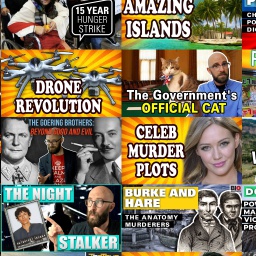 15 YEAR
HUNGER
STRIKE
AMAZING
ISLANDS
DRONE
REVOLUTION
The Government's
OFFICIAL CAT
THE GOERING BROTHERS:
BEYOND GOOD AND EVIL
CELEB
MURDER
PLOTS
THE NIGHT
STALKER
BURKE AND
HARE
THE ANATOMY
MURDERERS